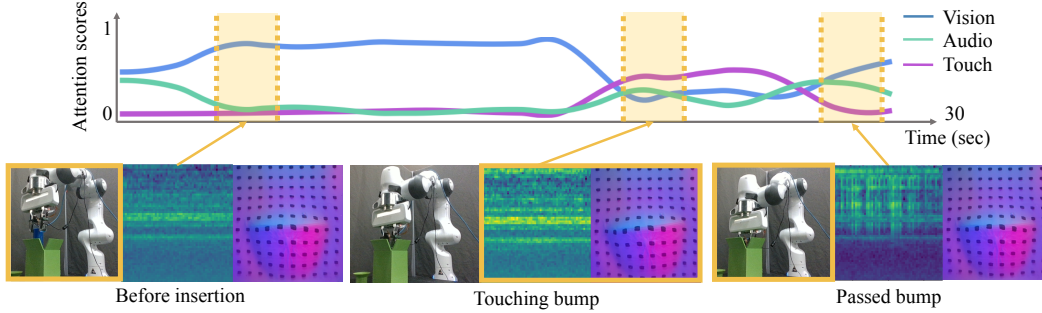 Attention scores
1
0
Vision
Audio
Touch
30
Time (sec)
Before insertion
Touching bump
Passed bump